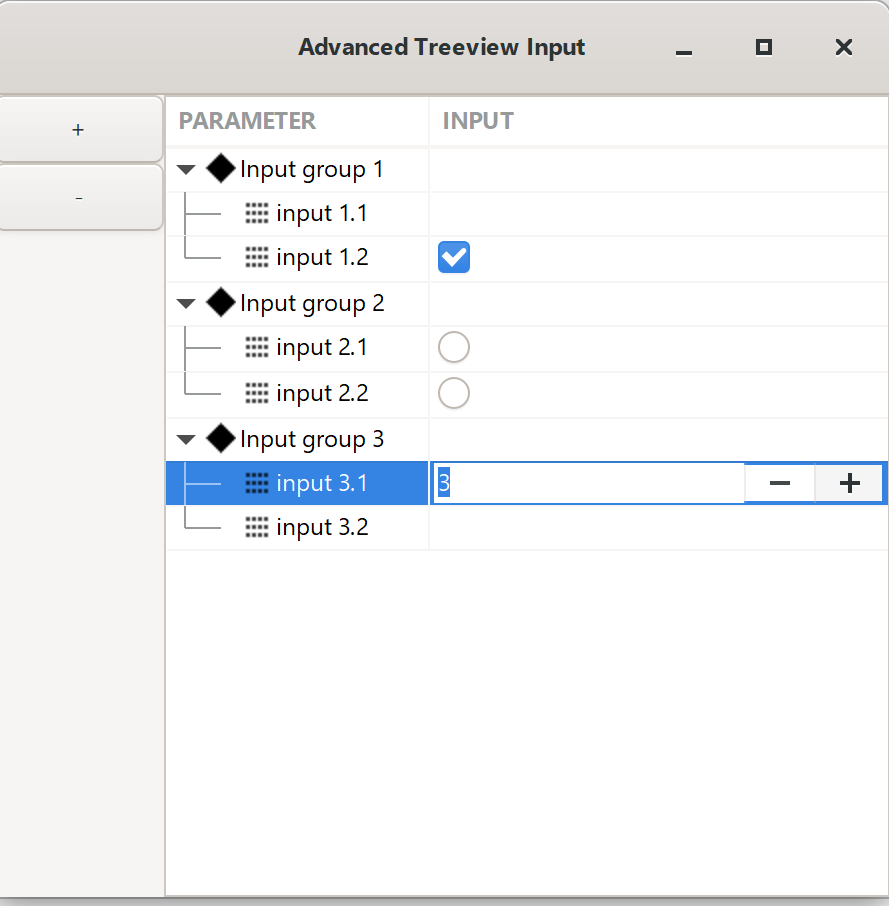 Advanced Treeview Input
+
-
PARAMETER INPUT
Input group 1
input 1.1
input 1.2
Input group 2
input 2.1
input 2.2
Input group 3
input 3.1 3
input 3.2